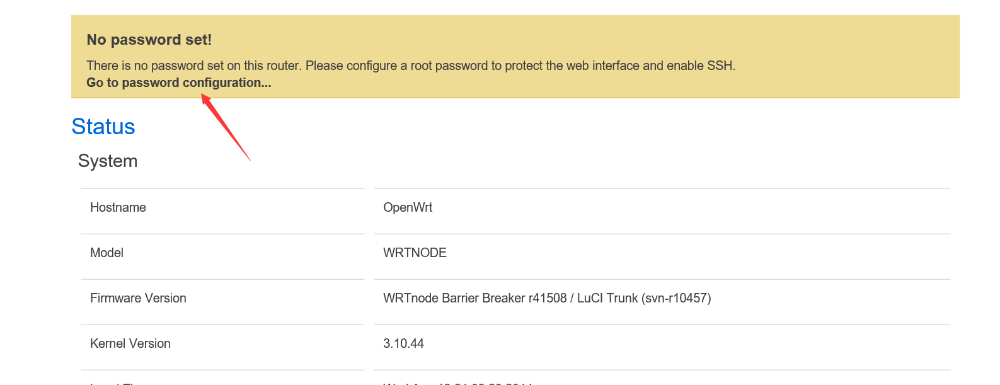 No password set!
There is no password set on this router. Please configure a root password to protect the web interface and enable SSH.
Go to password configuration...
Status
System
Hostname OpenWrt
Model WRTNODE
Firmware Version WRTnode Barrier Breaker r41508 / LuCI Trunk (svn-r10457)
Kernel Version 3.10.44